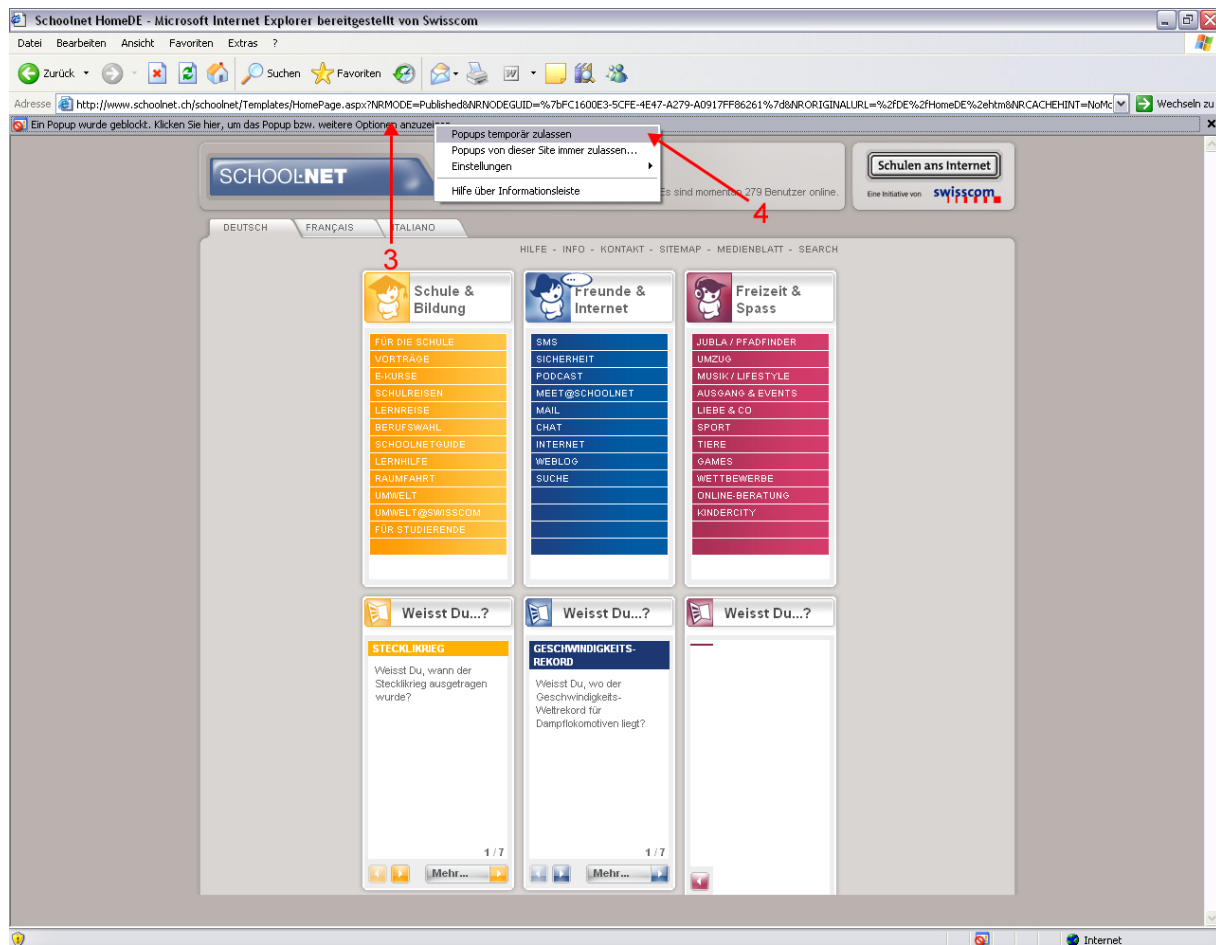 Schoolnet HomeDE - Microsoft Internet Explorer bereitgestellt von Swisscom
Datei Bearbeiten Ansicht Favoriten Extras ?
Zurück Suchen Favoriten
Adresse http://www.schoolnet.ch/schoolnet/Templates/HomePage.aspx?NRMODE=Published&NRNODEGUID=%7bFC1600E3-5CFE-4E47-A279-A0917FF86261%7d&NRORIGINALURL=%2fDE%2fHomeDE%2ehtm&NRCACHEHINT=NoMo Wechseln zu
Ein Popup wurde geblockt. Klicken Sie hier, um das Popup bzw. weitere Optionen anzuzeigen
Popups temporär zulassen
Popups von dieser Site immer zulassen...
Einstellungen
Hilfe über Informationsleiste
SCHOOL:NET
Es sind momentan 279 Benutzer online.
Schulen ans Internet
Eine Initiative von swisscom
4
DEUTSCH FRANÇAIS ITALIANO
3
HILFE - INFO - KONTAKT - SITEMAP - MEDIENBLATT - SEARCH
Schule &
Bildung
FÜR DIE SCHULE
VORTRÄGE
E-KURSE
SCHULREISEN
LERNREISE
BERUFSWAHL
SCHOOLNETGUIDE
LERNHILFE
RAUMFAHRT
UMWELT
UMWELT@SWISSCOM
FÜR STUDIERENDE
...
Freunde &
Internet
SMS
SICHERHEIT
PODCAST
MEET@SCHOOLNET
MAIL
CHAT
INTERNET
WEBLOG
SUCHE
Freizeit &
Spass
JUBLA / PFADFINDER
UMZUG
MUSIK / LIFESTYLE
AUSGANG & EVENTS
LIEBE & CO
SPORT
TIERE
GAMES
WETTBEWERBE
ONLINE-BERATUNG
KINDERCITY
Weisst Du...?
STECKLIKRIEG
Weisst Du, wann der
Stecklikrieg ausgetragen
wurde?
1 / 7
Mehr...
Weisst Du...?
GESCHWINDIGKEITS-
REKORD
Weisst Du, wo der
Geschwindigkeits-
Weltrekord für
Dampflokomotiven liegt?
1 / 7
Mehr...
Weisst Du...?
Internet